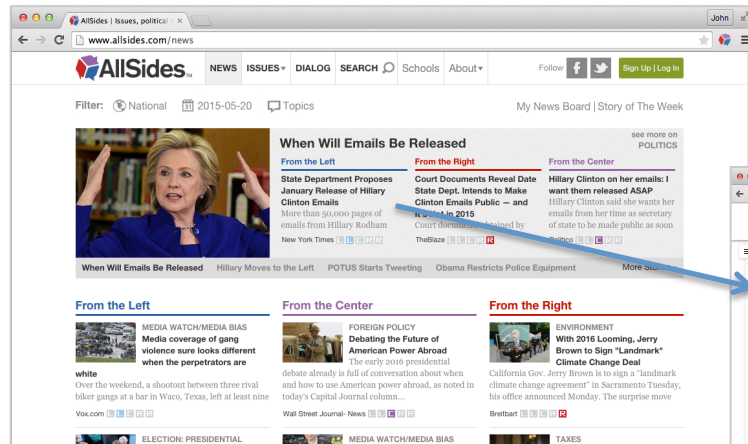 AllSides | Issues, political
John
www.allsides.com/news
AllSides™ NEWS ISSUES▾ DIALOG SEARCH Schools About▾ Follow Sign Up | Log In
Filter: National 31 2015-05-20 Topics My News Board | Story of The Week
see more on
POLITICS
When Will Emails Be Released
From the Left
State Department Proposes
January Release of Hillary
Clinton Emails
More than 50,000 pages of
emails from Hillary Rodham
New York Times L L C R R
From the Right
Court Documents Reveal Date
State Dept. Intends to Make
Clinton Emails Public — and
It's Not in 2015
Court documents obtained by
TheBlaze L L C R R
From the Center
Hillary Clinton on her emails: I
want them released ASAP
Hillary Clinton said she wants her
emails from her time as secretary
of state to be made public as soon
Politico L L C R R
When Will Emails Be Released Hillary Moves to the Left POTUS Starts Tweeting Obama Restricts Police Equipment More Stories
From the Left
MEDIA WATCH/MEDIA BIAS
Media coverage of gang
violence sure looks different
when the perpetrators are
white
Over the weekend, a shootout between three rival
biker gangs at a bar in Waco, Texas, left at least nine
Vox.com L L C R R
ELECTION: PRESIDENTIAL
From the Center
FOREIGN POLICY
Debating the Future of
American Power Abroad
The early 2016 presidential
debate already is full of conversation about when
and how to use American power abroad, as noted in
today's Capital Journal column...
Wall Street Journal- News L L C R R
MEDIA WATCH/MEDIA BIAS
From the Right
ENVIRONMENT
With 2016 Looming, Jerry
Brown to Sign "Landmark"
Climate Change Deal
California Gov. Jerry Brown is to sign a "landmark
climate change agreement" in Sacramento Tuesday,
his office announced Monday. The surprise move
Breitbart L L C R R
TAXES